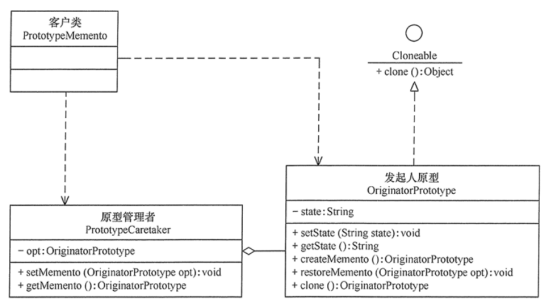 客户类
PrototypeMemento
Cloneable
+ clone ():Object
发起人原型
OriginatorPrototype
- state:String
+ setState (String state):void
+ getState ():String
+ createMemento ():OriginatorPrototype
+ restoreMemento (OriginatorPrototype opt):void
+ clone ():OriginatorPrototype
原型管理者
PrototypeCaretaker
- opt:OriginatorPrototype
+ setMemento (OriginatorPrototype opt):void
+ getMemento ():OriginatorPrototype